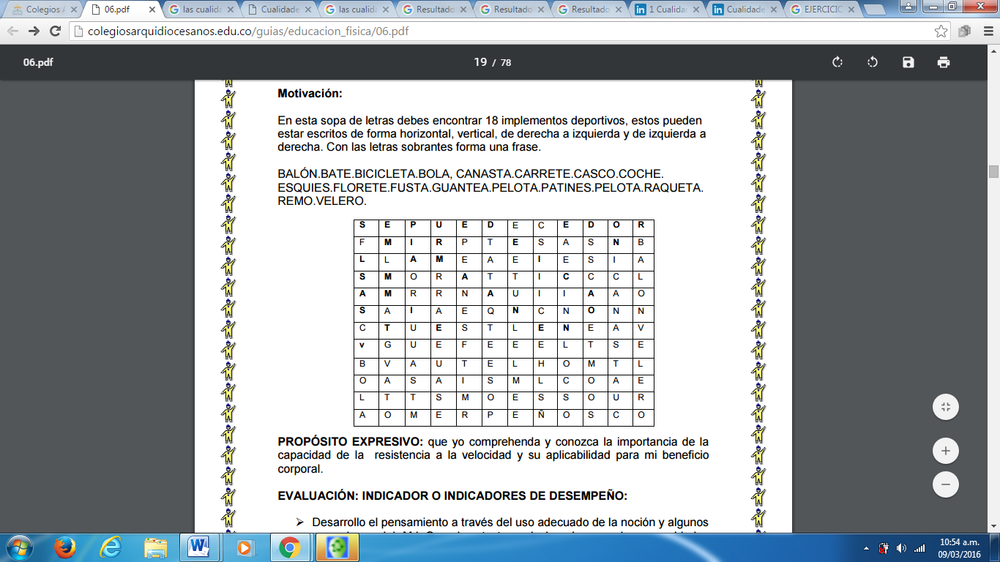 Colegios A
06.pdf
las cualida
Cualidade
las cualida
Resultado
Resultado
Resultado
1 Cualida
Cualidade
EJERCICIO
colegiosarquidiocesanos.edu.co/guias/educacion_fisica/06.pdf
06.pdf
19 / 78
Motivación:
En esta sopa de letras debes encontrar 18 implementos deportivos, estos pueden
estar escritos de forma horizontal, vertical, de derecha a izquierda y de izquierda a
derecha. Con las letras sobrantes forma una frase.
BALÓN.BATE.BICICLETA.BOLA, CANASTA.CARRETE.CASCO.COCHE.
ESQUIES.FLORETE.FUSTA.GUANTEA.PELOTA.PATINES.PELOTA.RAQUETA.
REMO.VELERO.
S E P U E D E C E D O R
F M I R P T E S A S N B
L L A M E A E I E S I A
S M O R A T T I C C C L
A M R R N A U I I A A O
S A I A E Q N C N O N N
C T U E S T L E N E A V
v G U E F E E E L T S E
B V A U T E L H O M T L
O A S A I S M L C O A E
L T T S M O E S S O U R
A O M E R P E Ñ O S C O
PROPÓSITO EXPRESIVO: que yo comprehenda y conozca la importancia de la
capacidad de la resistencia a la velocidad y su aplicabilidad para mi beneficio
corporal.
EVALUACIÓN: INDICADOR O INDICADORES DE DESEMPEÑO:
➢ Desarrollo el pensamiento a través del uso adecuado de la noción y algunos
10:54 a.m.
09/03/2016